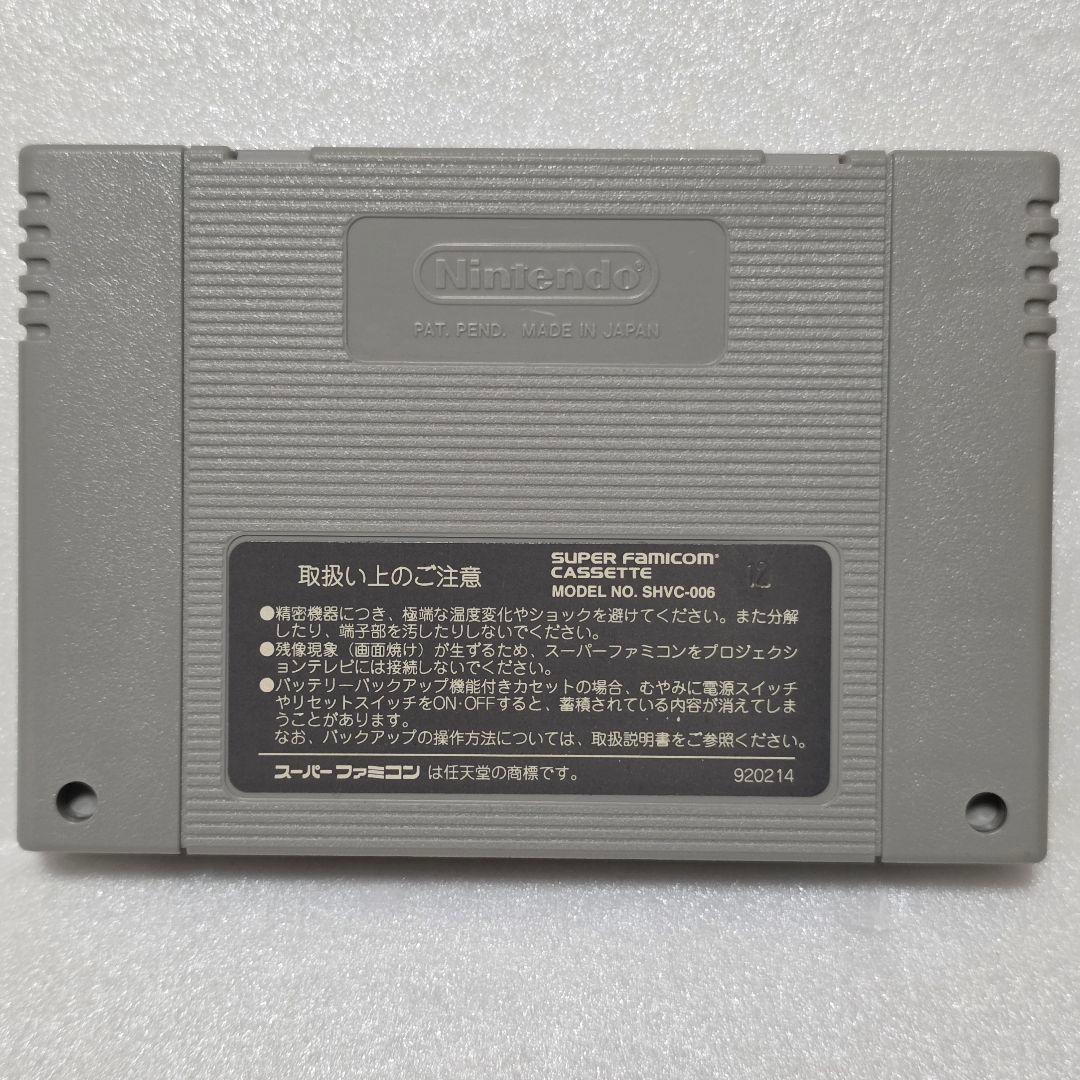 Nintendo®
PAT. PEND. MADE IN JAPAN
取扱い上のご注意
SUPER FAMICOM®
CASSETTE
MODEL NO. SHVC-006
12
●精密機器につき、極端な温度変化やショックを避けてください。また分解
したり、端子部を汚したりしないでください。
●残像現象（画面焼け）が生ずるため、スーパーファミコンをプロジェクシ
ョンテレビには接続しないでください。
●バッテリーバックアップ機能付きカセットの場合、むやみに電源スイッチ
やリセットスイッチをON・OFFすると、蓄積されている内容が消えてしま
うことがあります。
なお、バックアップの操作方法については、取扱説明書をご参照ください。
スーパーファミコン は任天堂の商標です。
920214